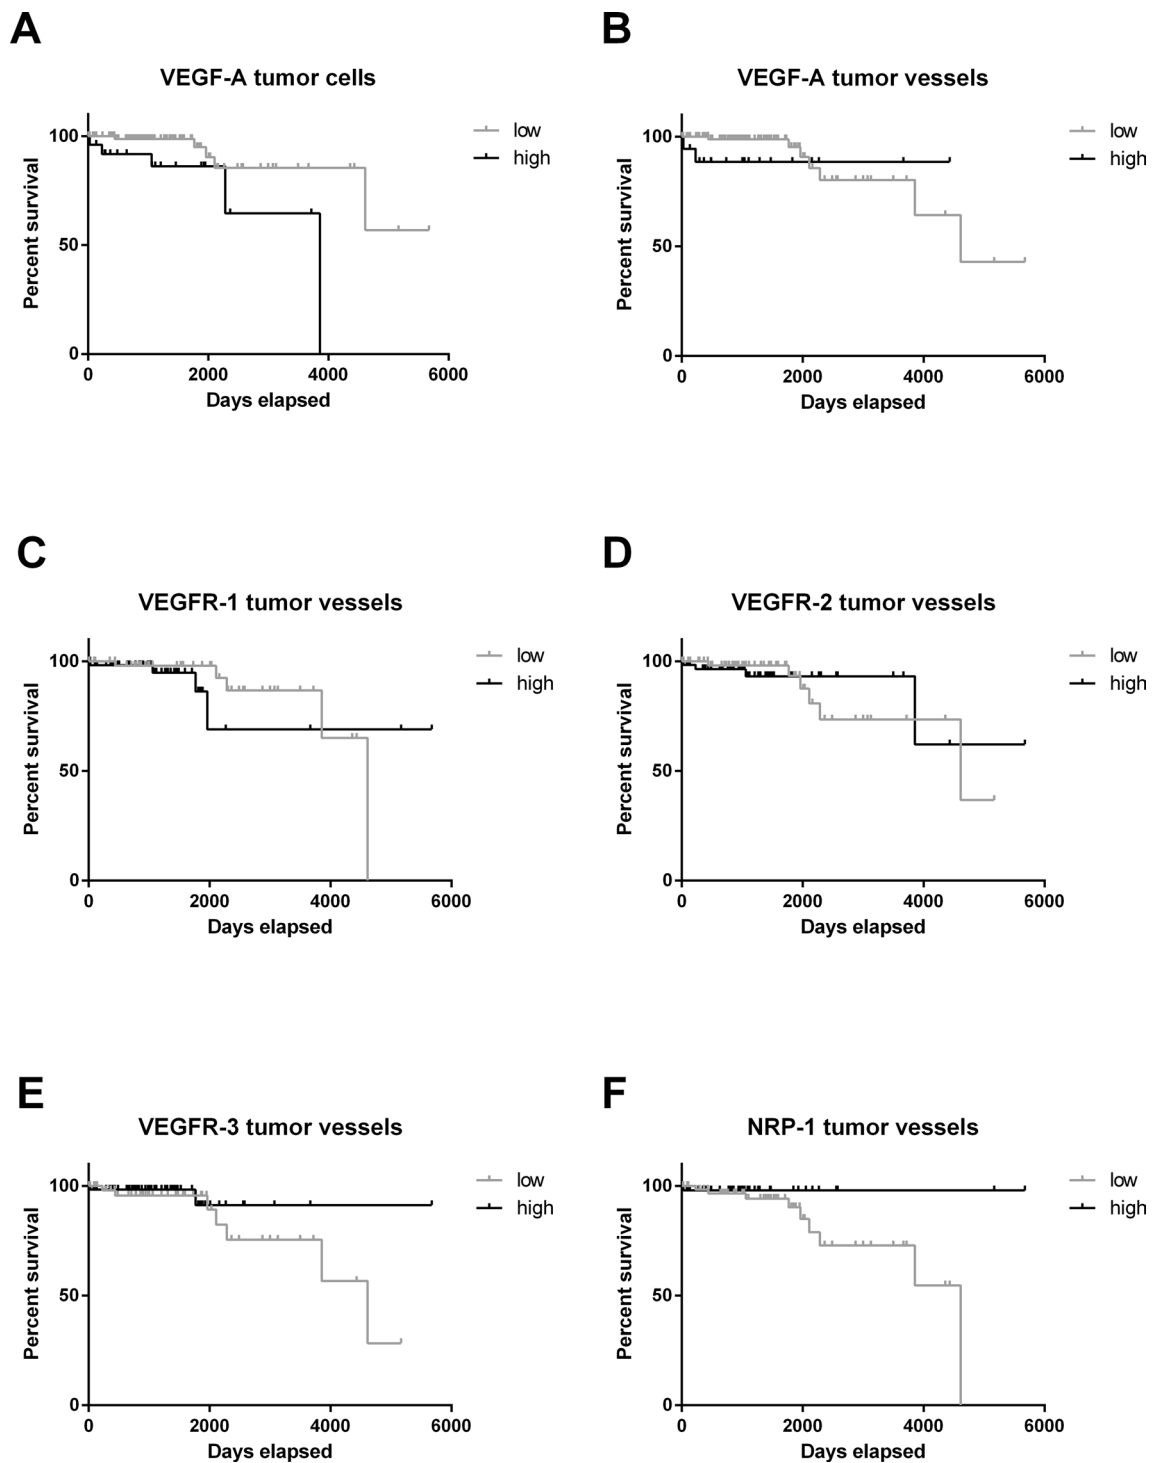 A
VEGF-A tumor cells
Percent survival
100
50
0
0 2000 4000 6000
Days elapsed
low
high
B
VEGF-A tumor vessels
Percent survival
100
50
0
0 2000 4000 6000
Days elapsed
low
high
C
VEGFR-1 tumor vessels
Percent survival
100
50
0
0 2000 4000 6000
Days elapsed
low
high
D
VEGFR-2 tumor vessels
Percent survival
100
50
0
0 2000 4000 6000
Days elapsed
low
high
E
VEGFR-3 tumor vessels
Percent survival
100
50
0
0 2000 4000 6000
Days elapsed
low
high
F
NRP-1 tumor vessels
Percent survival
100
50
0
0 2000 4000 6000
Days elapsed
low
high